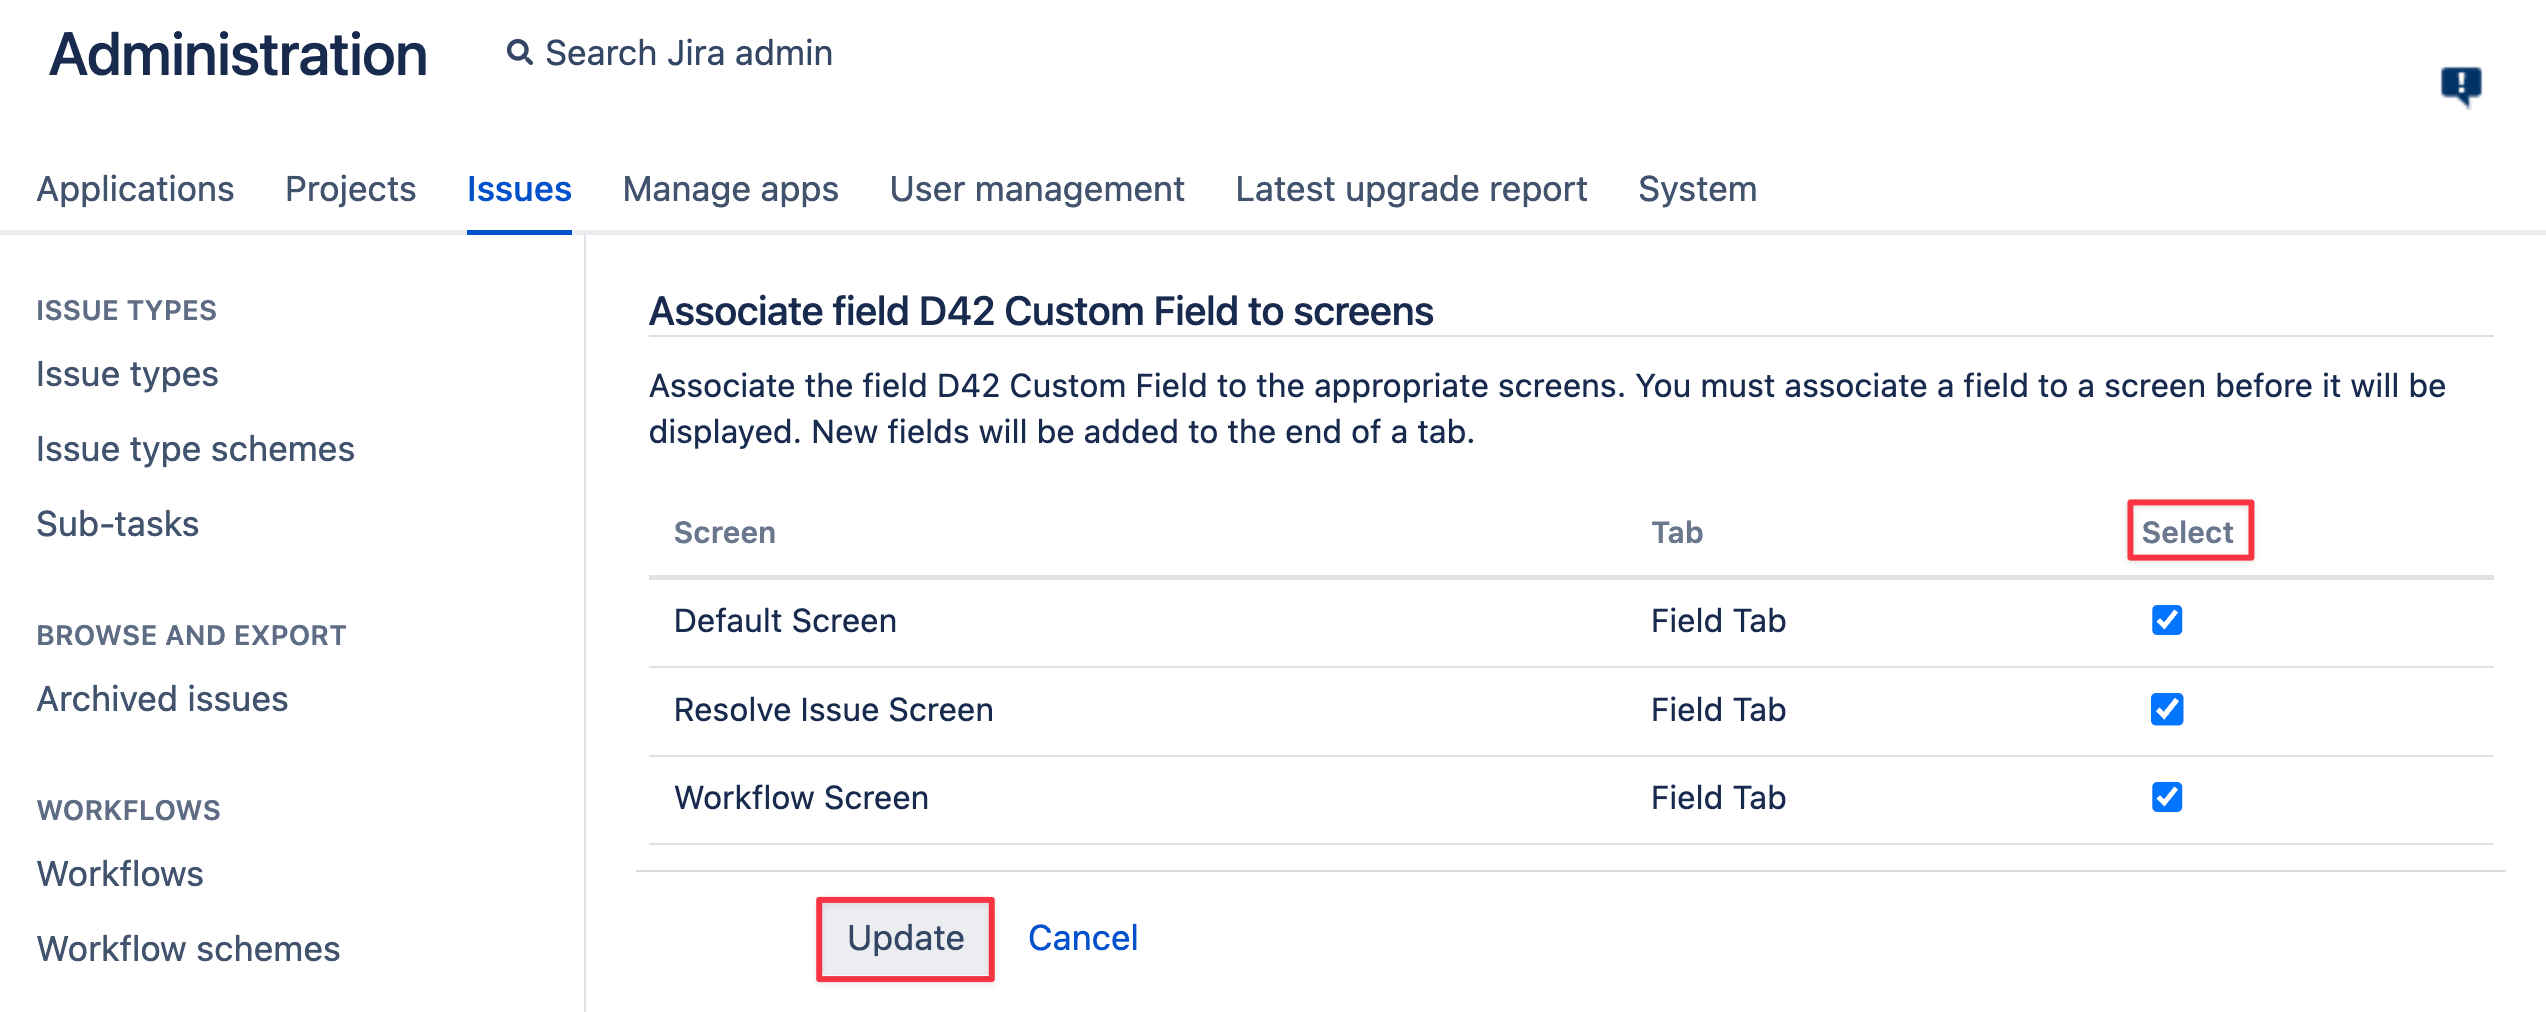 Administration
Search Jira admin
Applications Projects Issues Manage apps User management Latest upgrade report System
ISSUE TYPES
Issue types
Issue type schemes
Sub-tasks
BROWSE AND EXPORT
Archived issues
WORKFLOWS
Workflows
Workflow schemes
Associate field D42 Custom Field to screens
Associate the field D42 Custom Field to the appropriate screens. You must associate a field to a screen before it will be
displayed. New fields will be added to the end of a tab.
Screen Tab Select
Default Screen Field Tab
Resolve Issue Screen Field Tab
Workflow Screen Field Tab
Update Cancel